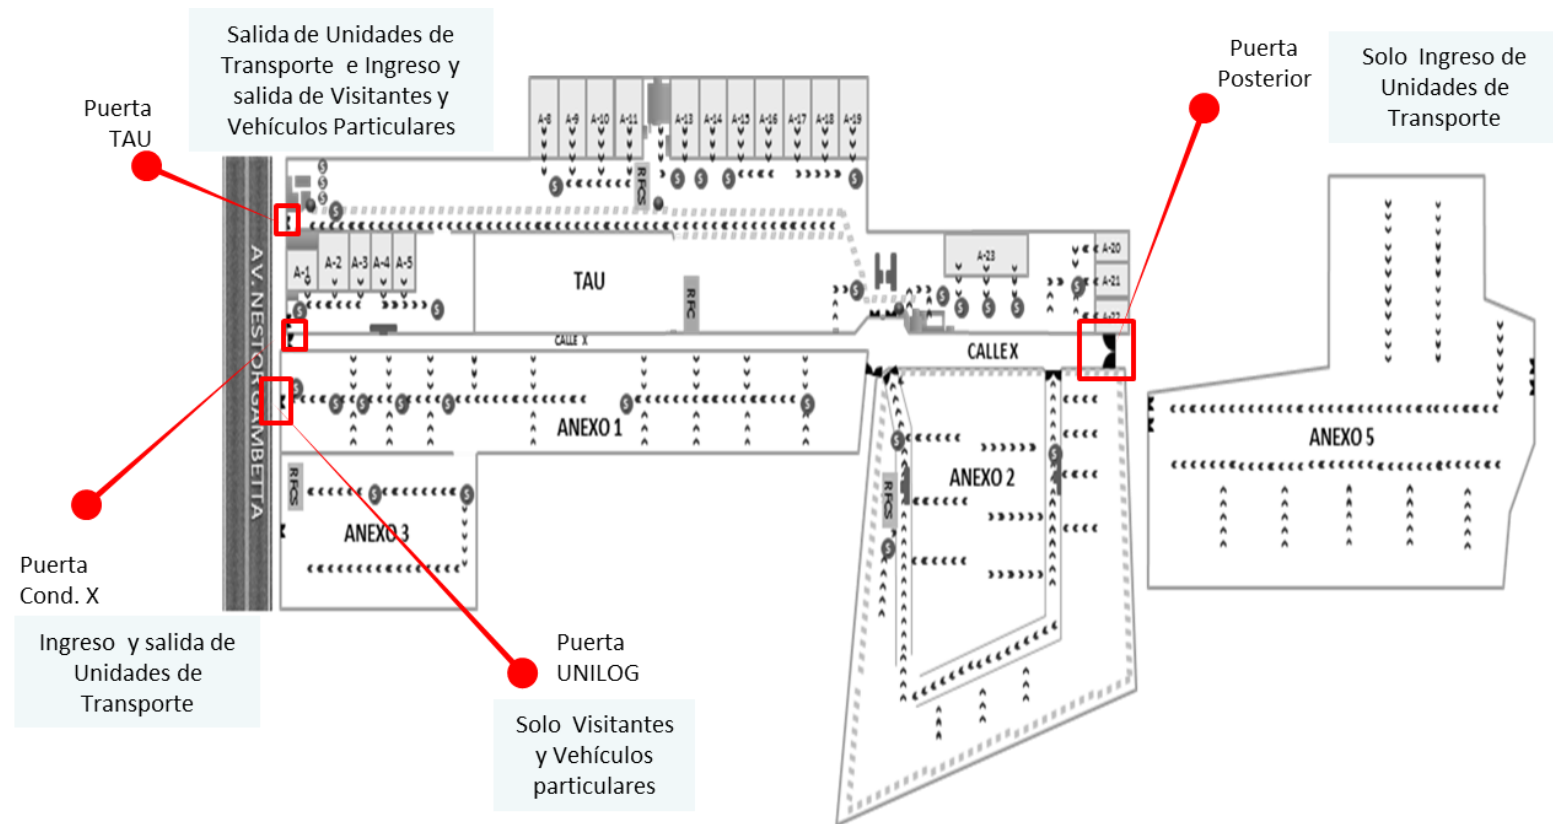 Salida de Unidades de
Transporte e Ingreso y
salida de Visitantes y
Vehículos Particulares
Puerta
TAU
Puerta
Posterior
Solo Ingreso de
Unidades de
Transporte
A-8
A-9
A-10
A-11
A-13
A-14
A-15
A-16
A-17
A-18
A-19
RFCS
AV. NESTOR GAMBETTA
A-1
A-2
A-3
A-4
A-5
TAU
RFC
A-23
A-20
A-21
A-22
CALLE X
CALLE X
ANEXO 1
ANEXO 2
RFCS
ANEXO 5
RFCS
ANEXO 3
Puerta
Cond. X
Ingreso y salida de
Unidades de
Transporte
Puerta
UNILOG
Solo Visitantes
y Vehículos
particulares